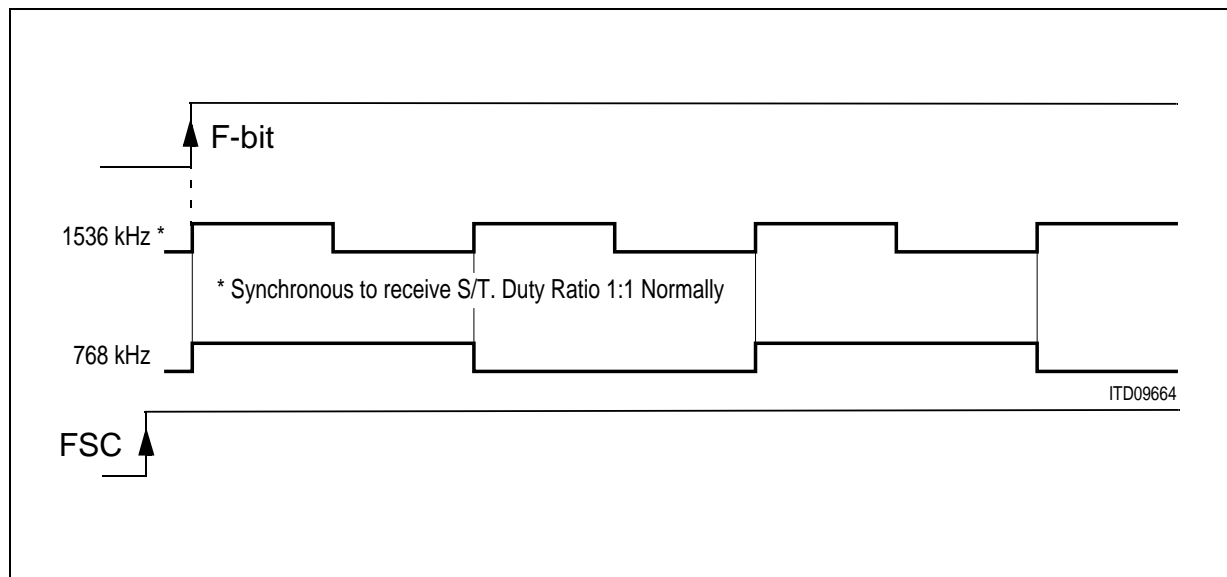 F-bit
1536 kHz *
* Synchronous to receive S/T. Duty Ratio 1:1 Normally
768 kHz
ITD09664
FSC